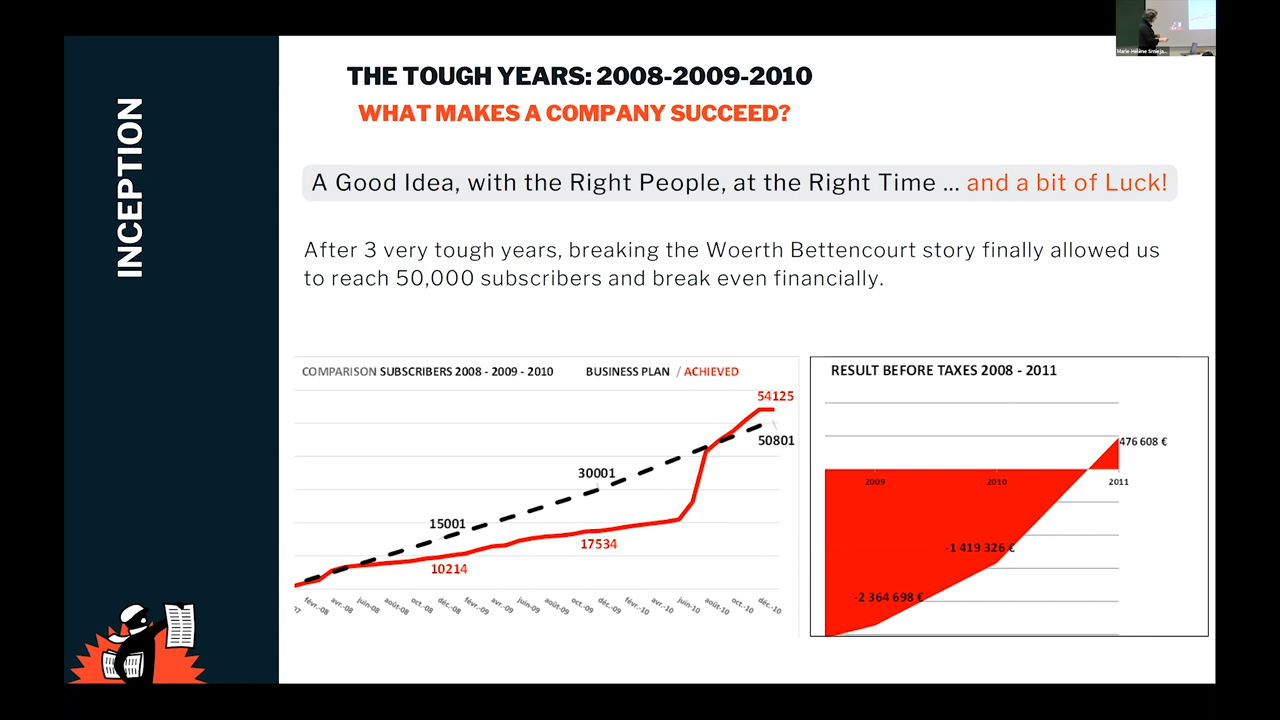 Marie-Hélène Smieja...
INCEPTION
THE TOUGH YEARS: 2008-2009-2010
WHAT MAKES A COMPANY SUCCEED?
A Good Idea, with the Right People, at the Right Time ... and a bit of Luck!
After 3 very tough years, breaking the Woerth Bettencourt story finally allowed us
to reach 50,000 subscribers and break even financially.
COMPARISON SUBSCRIBERS 2008 - 2009 - 2010 BUSINESS PLAN / ACHIEVED
54125
50801
30001
15001
17534
10214
07 févr.-08 avr.-08 juin-08 août-08 oct.-08 déc.-08 févr.-09 avr.-09 juin-09 août-09 oct.-09 déc.-09 févr.-10 avr.-10 juin-10 août-10 oct.-10 déc.-10
RESULT BEFORE TAXES 2008 - 2011
476 608 €
2009 2010 2011
-1 419 326 €
-2 364 698 €